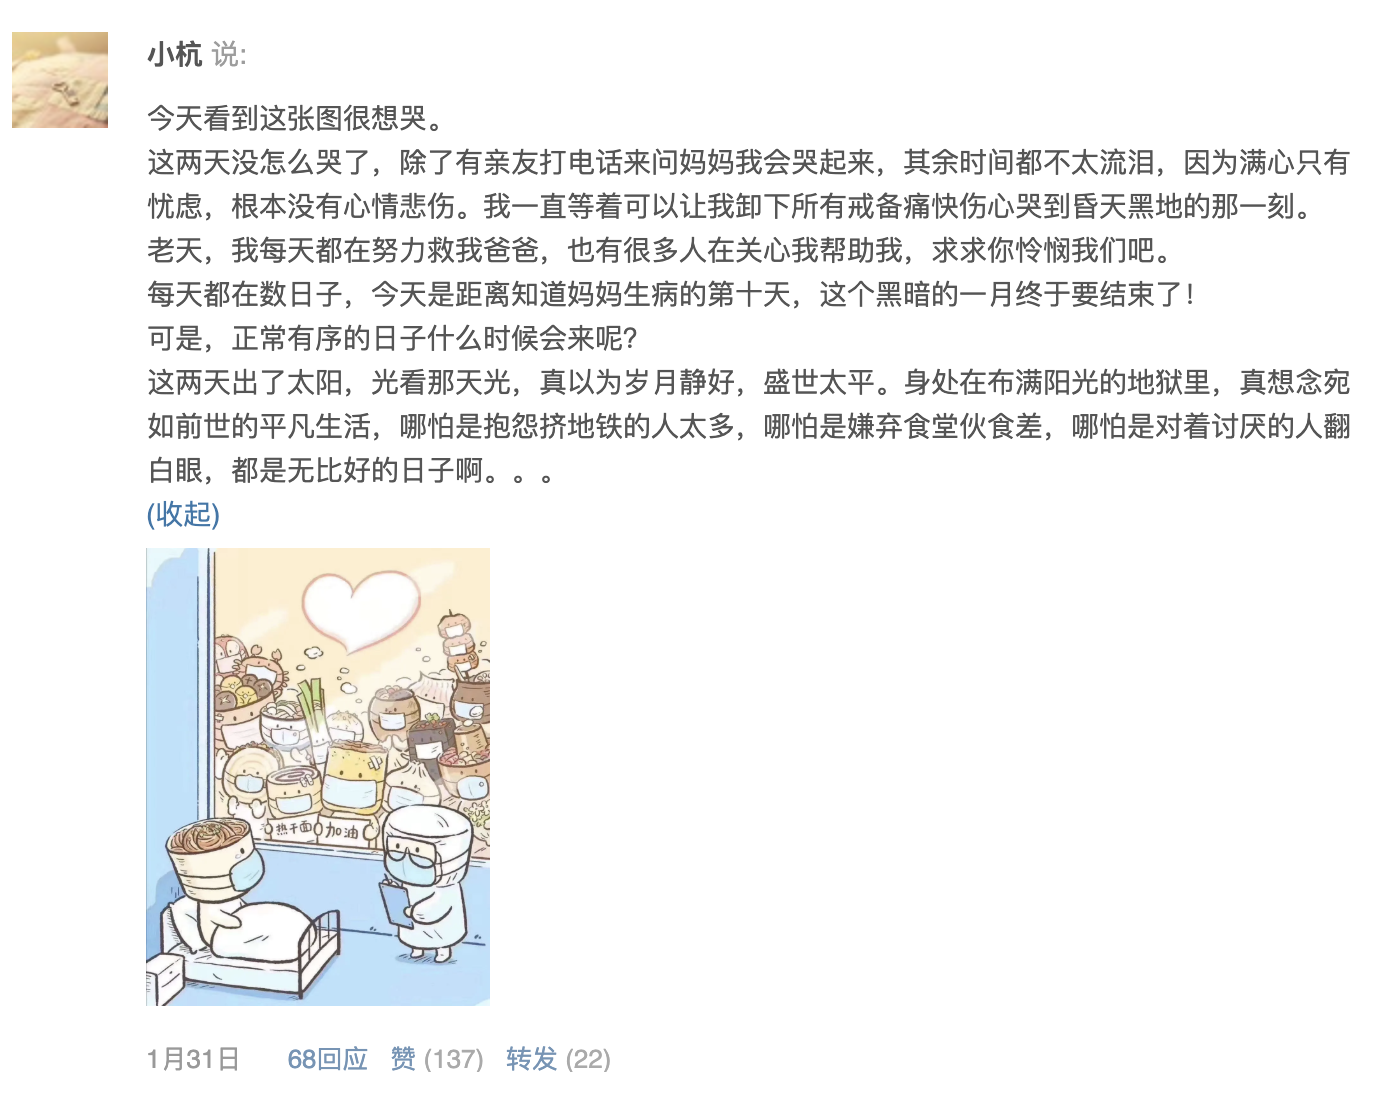 小杭 说:
今天看到这张图很想哭。
这两天没怎么哭了，除了有亲友打电话来问妈妈我会哭起来，其余时间都不太流泪，因为满心只有
忧虑，根本没有心情悲伤。我一直等着可以让我卸下所有戒备痛快伤心哭到昏天黑地的那一刻。
老天，我每天都在努力救我爸爸，也有很多人在关心我帮助我，求求你怜悯我们吧。
每天都在数日子，今天是距离知道妈妈生病的第十天，这个黑暗的一月终于要结束了！
可是，正常有序的日子什么时候会来呢？
这两天出了太阳，光看那天光，真以为岁月静好，盛世太平。身处在布满阳光的地狱里，真想念宛
如前世的平凡生活，哪怕是抱怨挤地铁的人太多，哪怕是嫌弃食堂伙食差，哪怕是对着讨厌的人翻
白眼，都是无比好的日子啊。。。
(收起)
热干面 加油
1月31日 68回应 赞 (137) 转发 (22)